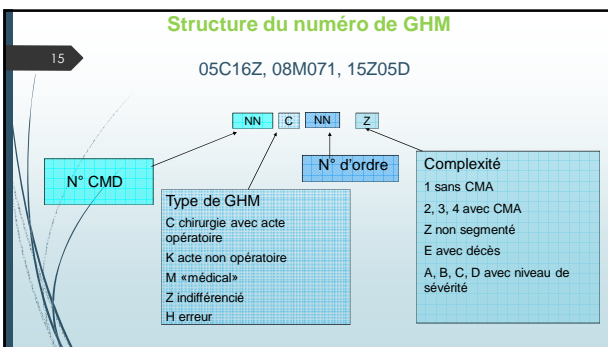 Structure du numéro de GHM
15
05C16Z, 08M071, 15Z05D
NN C NN Z
N° CMD
N° d'ordre
Type de GHM
C chirurgie avec acte
opératoire
K acte non opératoire
M «médical»
Z indifférencié
H erreur
Complexité
1 sans CMA
2, 3, 4 avec CMA
Z non segmenté
E avec décès
A, B, C, D avec niveau de
sévérité